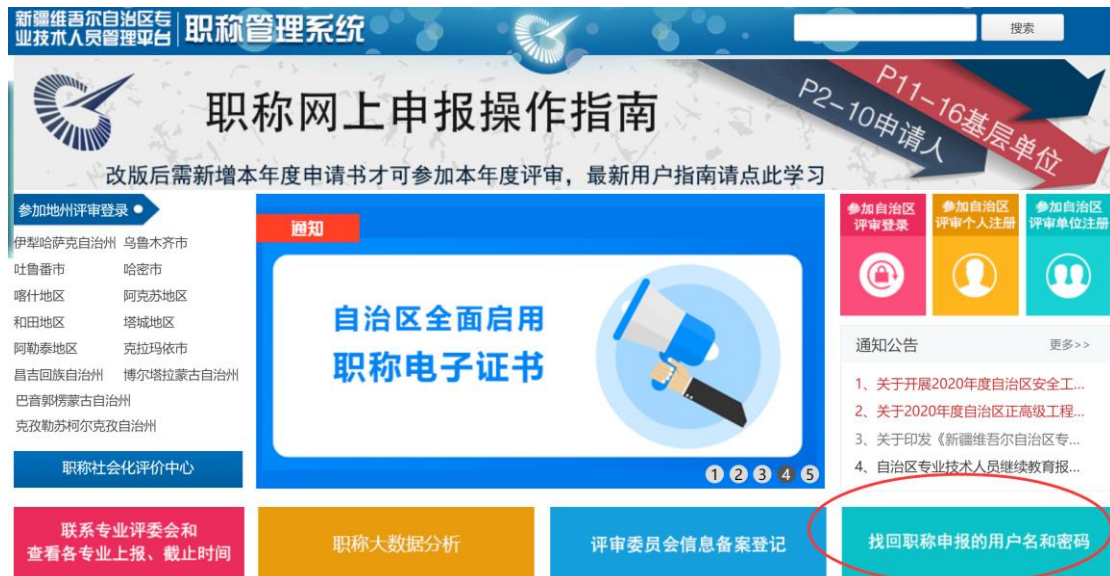 新疆维吾尔自治区专
业技术人员管理平台
职称管理系统
搜索
职称网上申报操作指南
改版后需新增本年度申请书才可参加本年度评审，最新用户指南请点此学习
P2-10申请人
P11-16基层单位
参加地州评审登录
伊犁哈萨克自治州 乌鲁木齐市
吐鲁番市 哈密市
喀什地区 阿克苏地区
和田地区 塔城地区
阿勒泰地区 克拉玛依市
昌吉回族自治州 博尔塔拉蒙古自治州
巴音郭楞蒙古自治州
克孜勒苏柯尔克孜自治州
职称社会化评价中心
通知
自治区全面启用
职称电子证书
1 2 3 4 5
参加自治区
评审登录
参加自治区
评审个人注册
参加自治区
评审单位注册
通知公告 更多>>
1、关于开展2020年度自治区安全工...
2、关于2020年度自治区正高级工程...
3、关于印发《新疆维吾尔自治区专...
4、自治区专业技术人员继续教育报...
联系专业评委会和
查看各专业上报、截止时间
职称大数据分析
评审委员会信息备案登记
找回职称申报的用户名和密码